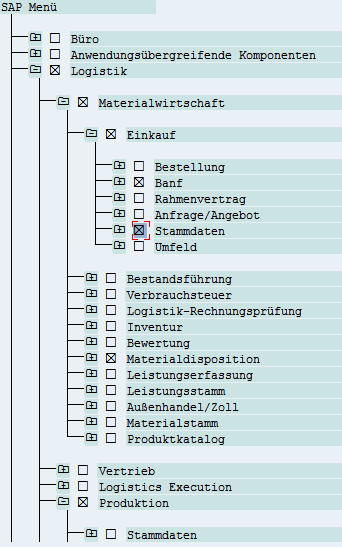 SAP Menü
Büro
Anwendungsübergreifende Komponenten
Logistik
Materialwirtschaft
Einkauf
Bestellung
Banf
Rahmenvertrag
Anfrage/Angebot
Stammdaten
Umfeld
Bestandsführung
Verbrauchsteuer
Logistik-Rechnungsprüfung
Inventur
Bewertung
Materialdisposition
Leistungserfassung
Leistungsstamm
Außenhandel/Zoll
Materialstamm
Produktkatalog
Vertrieb
Logistics Execution
Produktion
Stammdaten